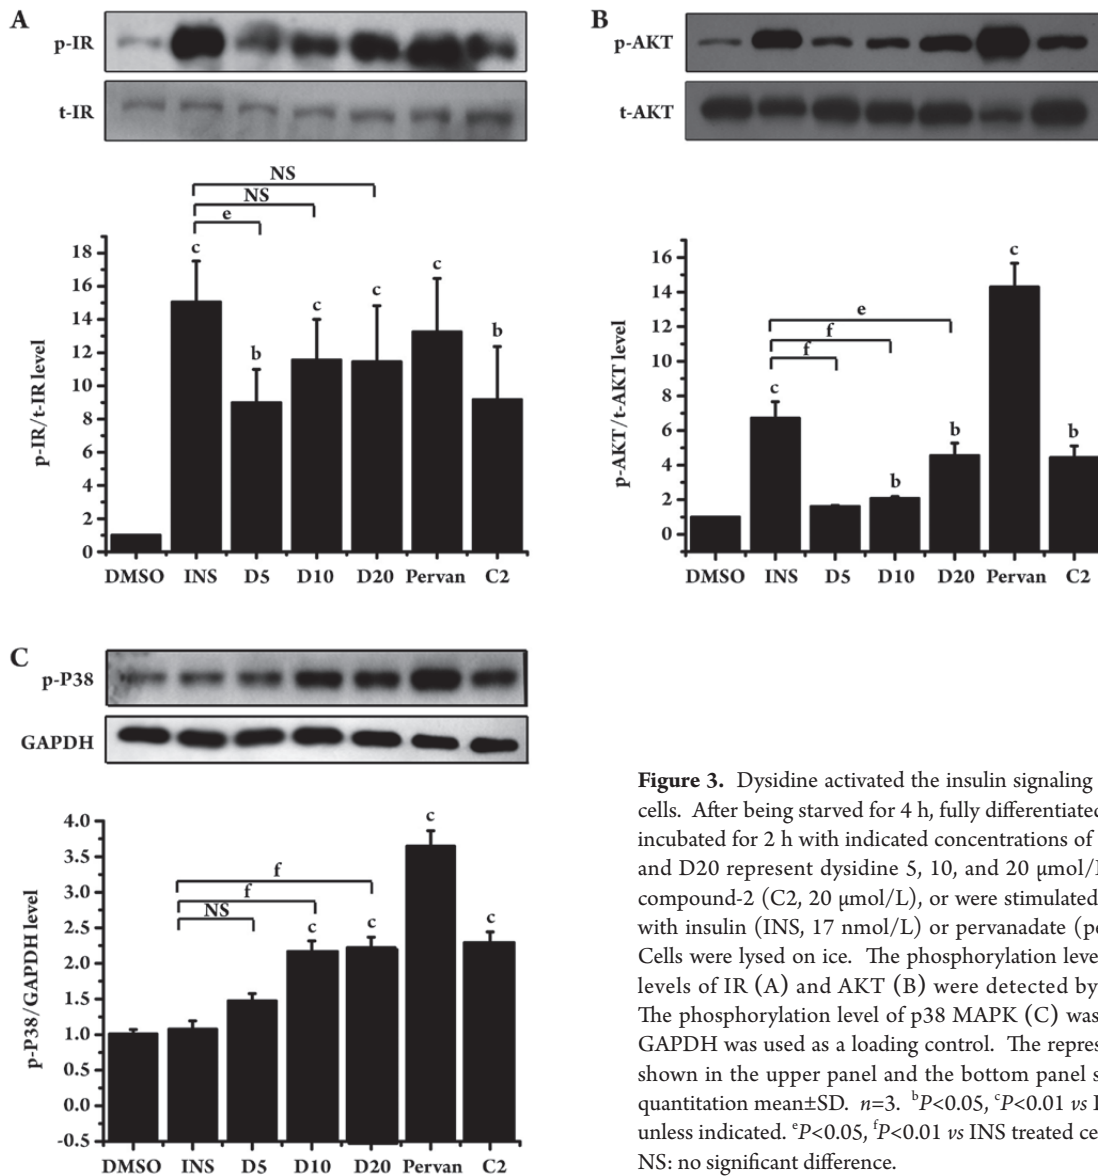 A
p-IR
t-IR
NS
NS
e
c
b
c
c
c
b
18
16
14
12
10
8
6
4
2
0
p-IR/t-IR level
DMSO INS D5 D10 D20 Pervan C2
B
p-AKT
t-AKT
e
f
f
c
b
b
c
b
16
14
12
10
8
6
4
2
0
p-AKT/t-AKT level
DMSO INS D5 D10 D20 Pervan C2
C
p-P38
GAPDH
f
f
NS
c
c
c
c
4.0
3.5
3.0
2.5
2.0
1.5
1.0
0.5
0.0
-0.5
p-P38/GAPDH level
DMSO INS D5 D10 D20 Pervan C2
Figure 3. Dysidine activated the insulin signaling
cells. After being starved for 4 h, fully differentiated
incubated for 2 h with indicated concentrations of
and D20 represent dysidine 5, 10, and 20 μmol/
compound-2 (C2, 20 μmol/L), or were stimulated
with insulin (INS, 17 nmol/L) or pervanadate (pe
Cells were lysed on ice. The phosphorylation leve
levels of IR (A) and AKT (B) were detected by
The phosphorylation level of p38 MAPK (C) was
GAPDH was used as a loading control. The repres
shown in the upper panel and the bottom panel s
quantitation mean±SD. n=3. ᵇP<0.05, ᶜP<0.01 vs
unless indicated. ᵉP<0.05, ᶠP<0.01 vs INS treated ce
NS: no significant difference.